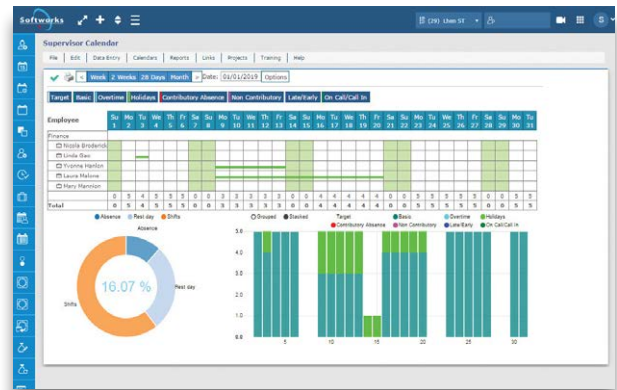 Softworks
(29) Liam ST
S
Supervisor Calendar
File Edit Data Entry Calendars Reports Links Projects Training Help
< Week 2 Weeks 28 Days Month > Date: 01/01/2019 Options
Target Basic Overtime Holidays Contributory Absence Non Contributory Late/Early On Call/Call In
Employee Su Mo Tu We Th Fr Sa Su Mo Tu We Th Fr Sa Su Mo Tu We Th Fr Sa Su Mo Tu We Th Fr Sa Su Mo Tu
1 2 3 4 5 6 7 8 9 10 11 12 13 14 15 16 17 18 19 20 21 22 23 24 25 26 27 28 29 30 31
Finance
Nicola Broderick
Linda Gao
Yvonne Hanlon
Laura Malone
Mary Mannion
Total
Absence Rest day Shifts
Grouped Stacked Target Basis Overtime Holidays
Contributory Absence Non Contributory Late/Early On Call/Call In
Absence
16.07 %
Rest day
Shifts
5.0
4.0
3.0
2.0
1.0
0.0
5 10 15 20 25 30